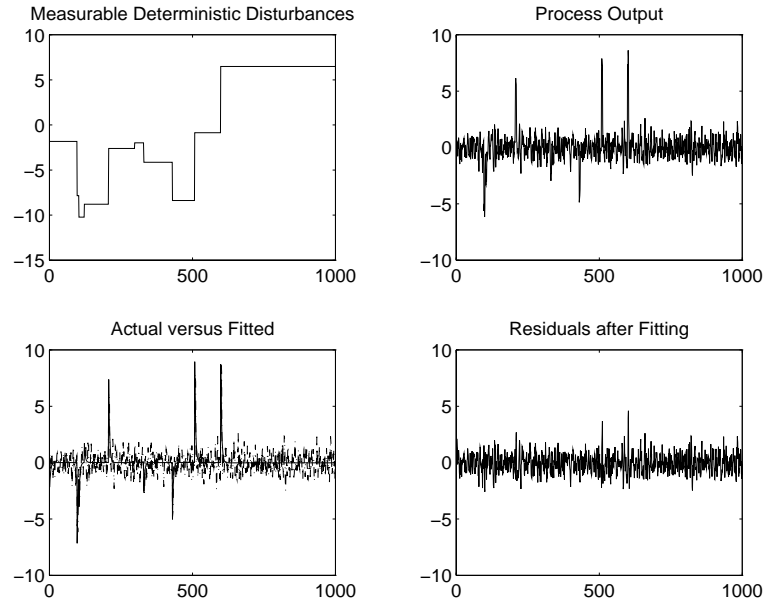 Measurable Deterministic Disturbances
10
5
0
−5
−10
−15
0 500 1000
Process Output
10
5
0
−5
−10
0 500 1000
Actual versus Fitted
10
5
0
−5
−10
0 500 1000
Residuals after Fitting
10
5
0
−5
−10
0 500 1000